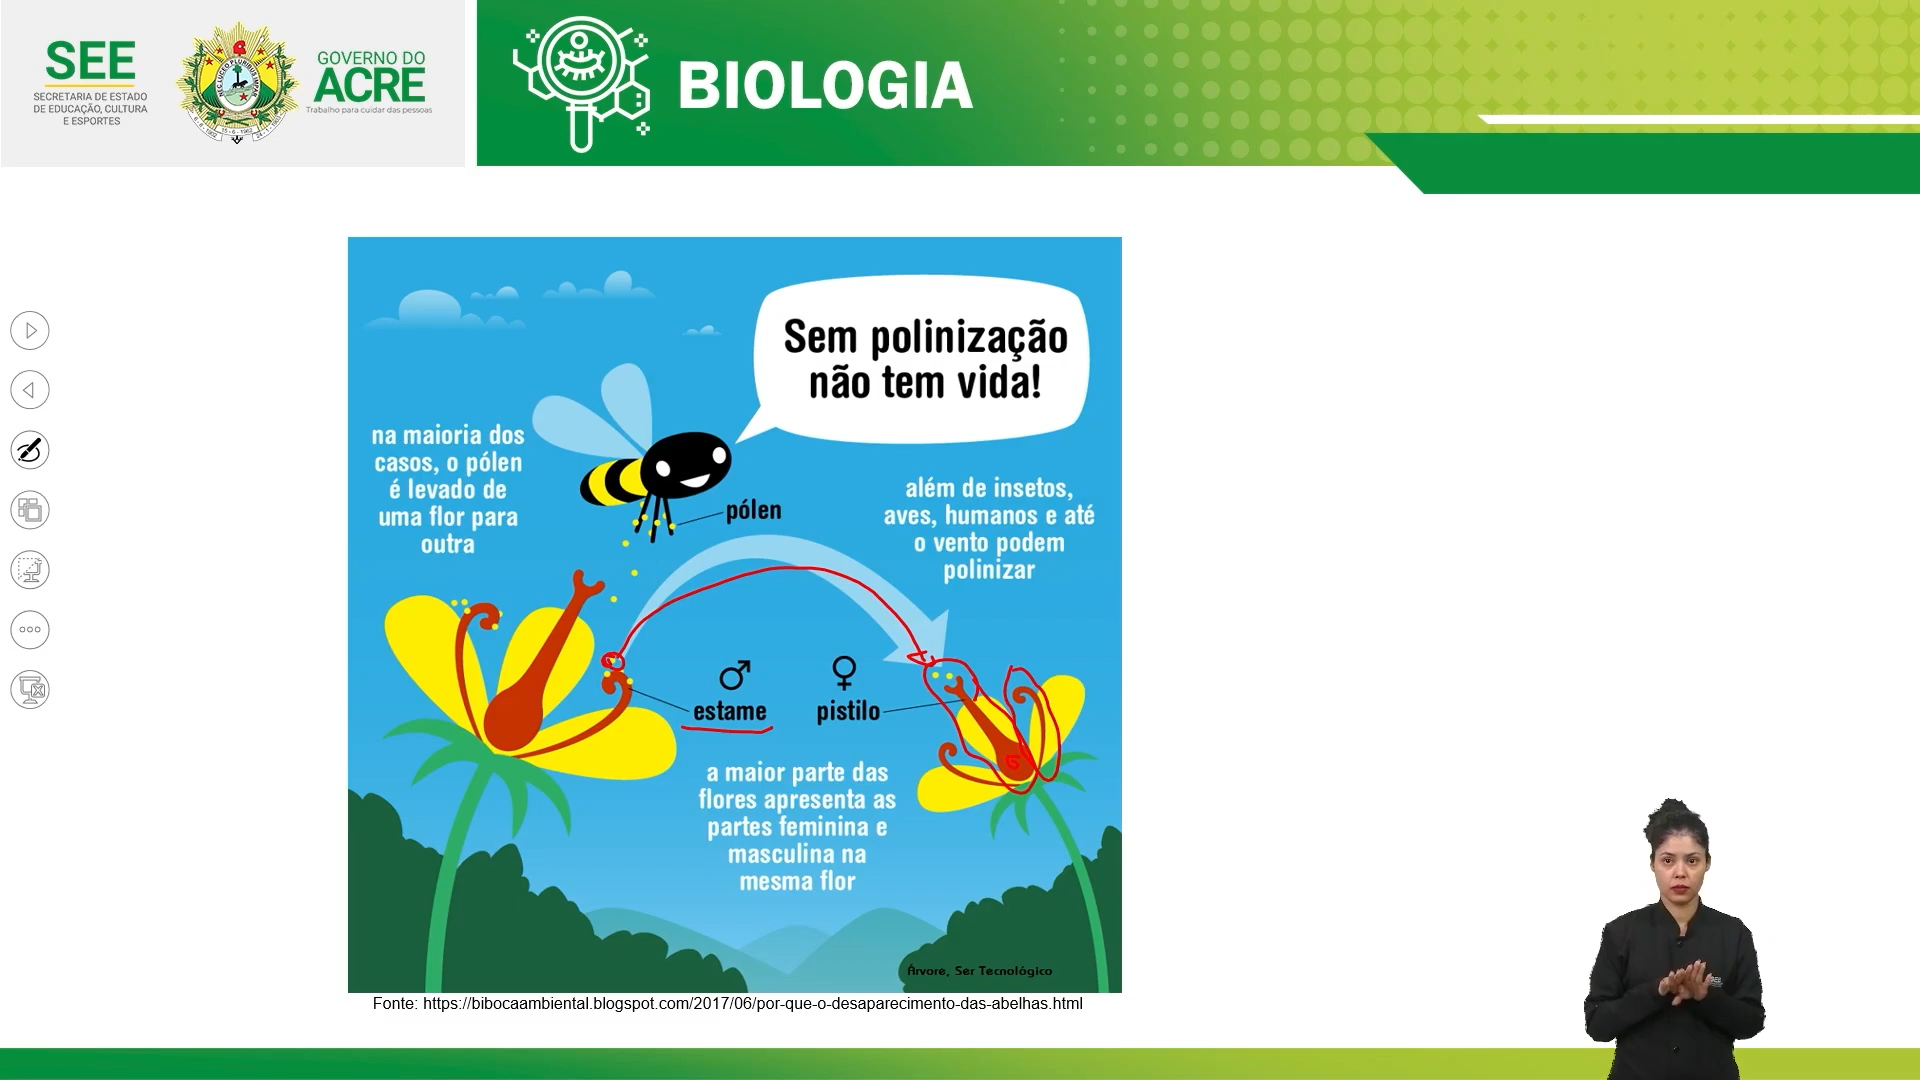 SEE
SECRETARIA DE ESTADO
DE EDUCAÇÃO, CULTURA
E ESPORTES
GOVERNO DO
ACRE
Trabalho para cuidar das pessoas
BIOLOGIA
Sem polinização
não tem vida!
na maioria dos
casos, o pólen
é levado de
uma flor para
outra
pólen
além de insetos,
aves, humanos e até
o vento podem
polinizar
estame
pistilo
a maior parte das
flores apresenta as
partes feminina e
masculina na
mesma flor
Árvore, Ser Tecnológico
Fonte: https://bibocaambiental.blogspot.com/2017/06/por-que-o-desaparecimento-das-abelhas.html